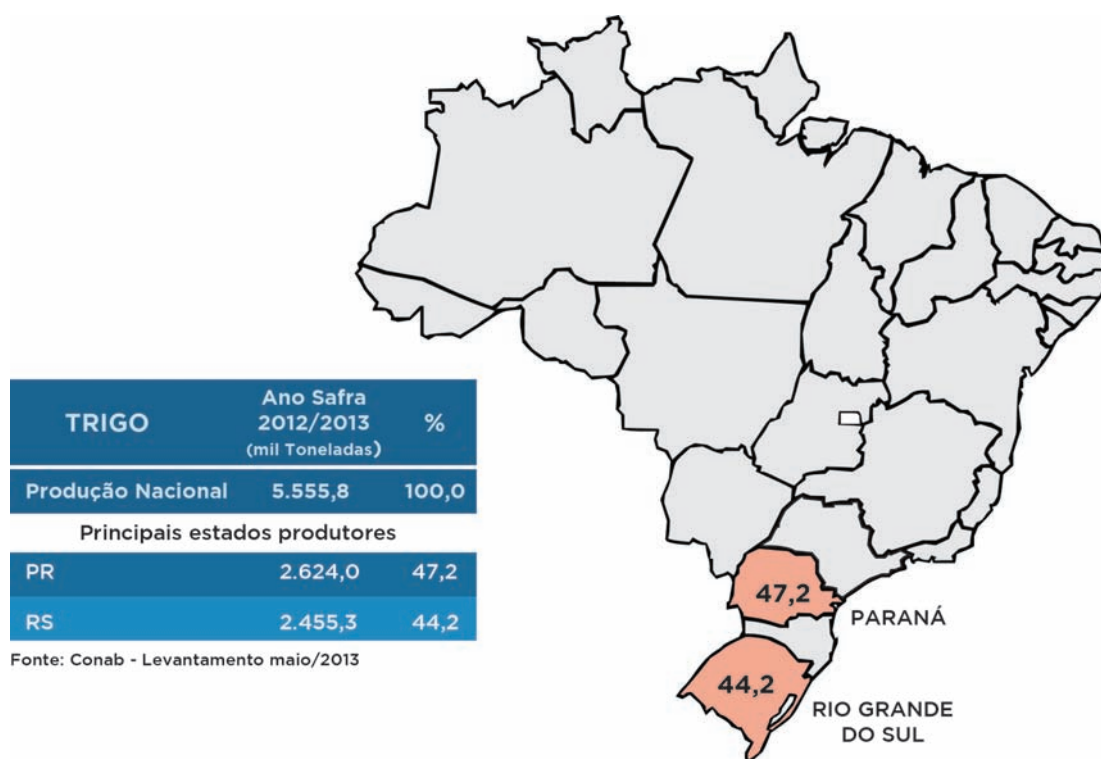 TRIGO
Ano Safra
2012/2013
(mil Toneladas)
%
Produção Nacional 5.555,8 100,0
Principais estados produtores
PR 2.624,0 47,2
RS 2.455,3 44,2
Fonte: Conab - Levantamento maio/2013
47,2
PARANÁ
44,2
RIO GRANDE
DO SUL